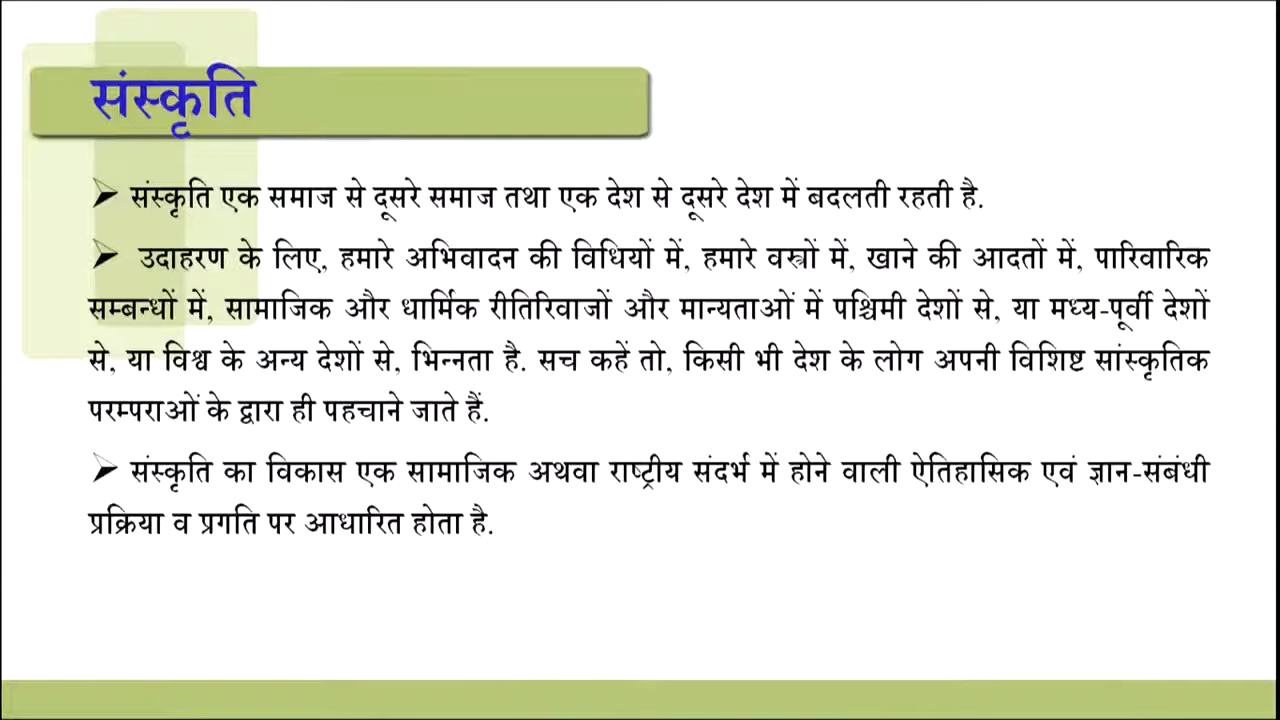 संस्कृति
➢ संस्कृति एक समाज से दूसरे समाज तथा एक देश से दूसरे देश में बदलती रहती है.
➢ उदाहरण के लिए, हमारे अभिवादन की विधियों में, हमारे वस्त्रों में, खाने की आदतों में, पारिवारिक
सम्बन्धों में, सामाजिक और धार्मिक रीतिरिवाजों और मान्यताओं में पश्चिमी देशों से, या मध्य-पूर्वी देशों
से, या विश्व के अन्य देशों से, भिन्नता है. सच कहें तो, किसी भी देश के लोग अपनी विशिष्ट सांस्कृतिक
परम्पराओं के द्वारा ही पहचाने जाते हैं.
➢ संस्कृति का विकास एक सामाजिक अथवा राष्ट्रीय संदर्भ में होने वाली ऐतिहासिक एवं ज्ञान-संबंधी
प्रक्रिया व प्रगति पर आधारित होता है.